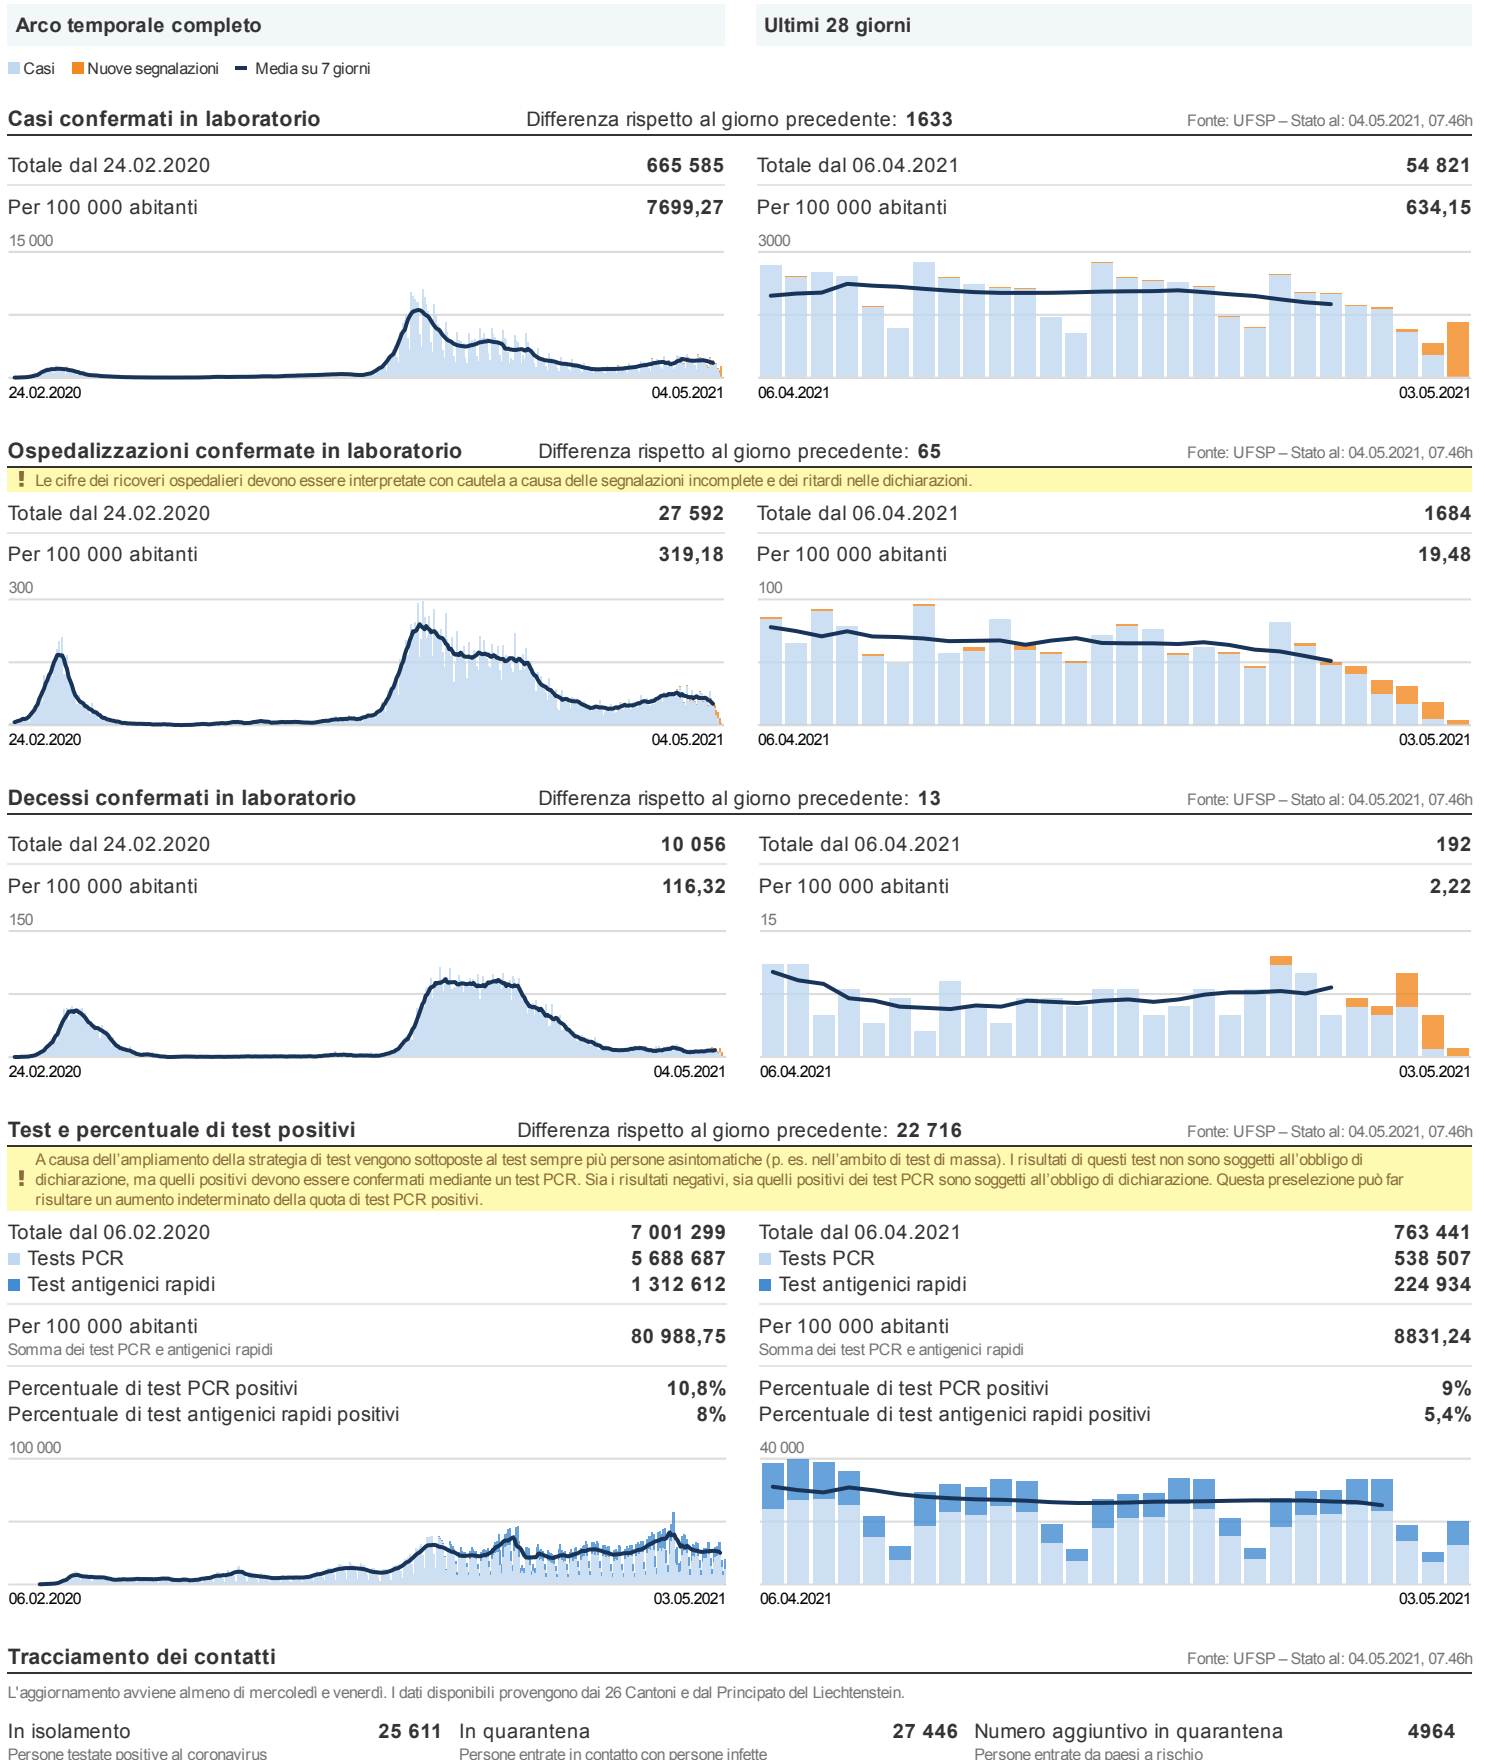 Arco temporale completo
Ultimi 28 giorni
Casi Nuove segnalazioni Media su 7 giorni
Casi confermati in laboratorio Differenza rispetto al giorno precedente: 1633 Fonte: UFSP – Stato al: 04.05.2021, 07.46h
Totale dal 24.02.2020 665 585
Per 100 000 abitanti 7699,27
15 000
24.02.2020 04.05.2021
Totale dal 06.04.2021 54 821
Per 100 000 abitanti 634,15
3000
06.04.2021 03.05.2021
Ospedalizzazioni confermate in laboratorio Differenza rispetto al giorno precedente: 65 Fonte: UFSP – Stato al: 04.05.2021, 07.46h
! Le cifre dei ricoveri ospedalieri devono essere interpretate con cautela a causa delle segnalazioni incomplete e dei ritardi nelle dichiarazioni.
Totale dal 24.02.2020 27 592
Per 100 000 abitanti 319,18
300
24.02.2020 04.05.2021
Totale dal 06.04.2021 1684
Per 100 000 abitanti 19,48
100
06.04.2021 03.05.2021
Decessi confermati in laboratorio Differenza rispetto al giorno precedente: 13 Fonte: UFSP – Stato al: 04.05.2021, 07.46h
Totale dal 24.02.2020 10 056
Per 100 000 abitanti 116,32
150
24.02.2020 04.05.2021
Totale dal 06.04.2021 192
Per 100 000 abitanti 2,22
15
06.04.2021 03.05.2021
Test e percentuale di test positivi Differenza rispetto al giorno precedente: 22 716 Fonte: UFSP – Stato al: 04.05.2021, 07.46h
A causa dell'ampliamento della strategia di test vengono sottoposte al test sempre più persone asintomatiche (p. es. nell'ambito di test di massa). I risultati di questi test non sono soggetti all'obbligo di
! dichiarazione, ma quelli positivi devono essere confermati mediante un test PCR. Sia i risultati negativi, sia quelli positivi dei test PCR sono soggetti all'obbligo di dichiarazione. Questa preselezione può far
risultare un aumento indeterminato della quota di test PCR positivi.
Totale dal 06.02.2020 7 001 299
Tests PCR 5 688 687
Test antigenici rapidi 1 312 612
Per 100 000 abitanti 80 988,75
Somma dei test PCR e antigenici rapidi
Percentuale di test PCR positivi 10,8%
Percentuale di test antigenici rapidi positivi 8%
100 000
06.02.2020 03.05.2021
Totale dal 06.04.2021 763 441
Tests PCR 538 507
Test antigenici rapidi 224 934
Per 100 000 abitanti 8831,24
Somma dei test PCR e antigenici rapidi
Percentuale di test PCR positivi 9%
Percentuale di test antigenici rapidi positivi 5,4%
40 000
06.04.2021 03.05.2021
Tracciamento dei contatti Fonte: UFSP – Stato al: 04.05.2021, 07.46h
L'aggiornamento avviene almeno di mercoledì e venerdì. I dati disponibili provengono dai 26 Cantoni e dal Principato del Liechtenstein.
In isolamento 25 611
Persone testate positive al coronavirus
In quarantena 27 446
Persone entrate in contatto con persone infette
Numero aggiuntivo in quarantena 4964
Persone entrate da paesi a rischio